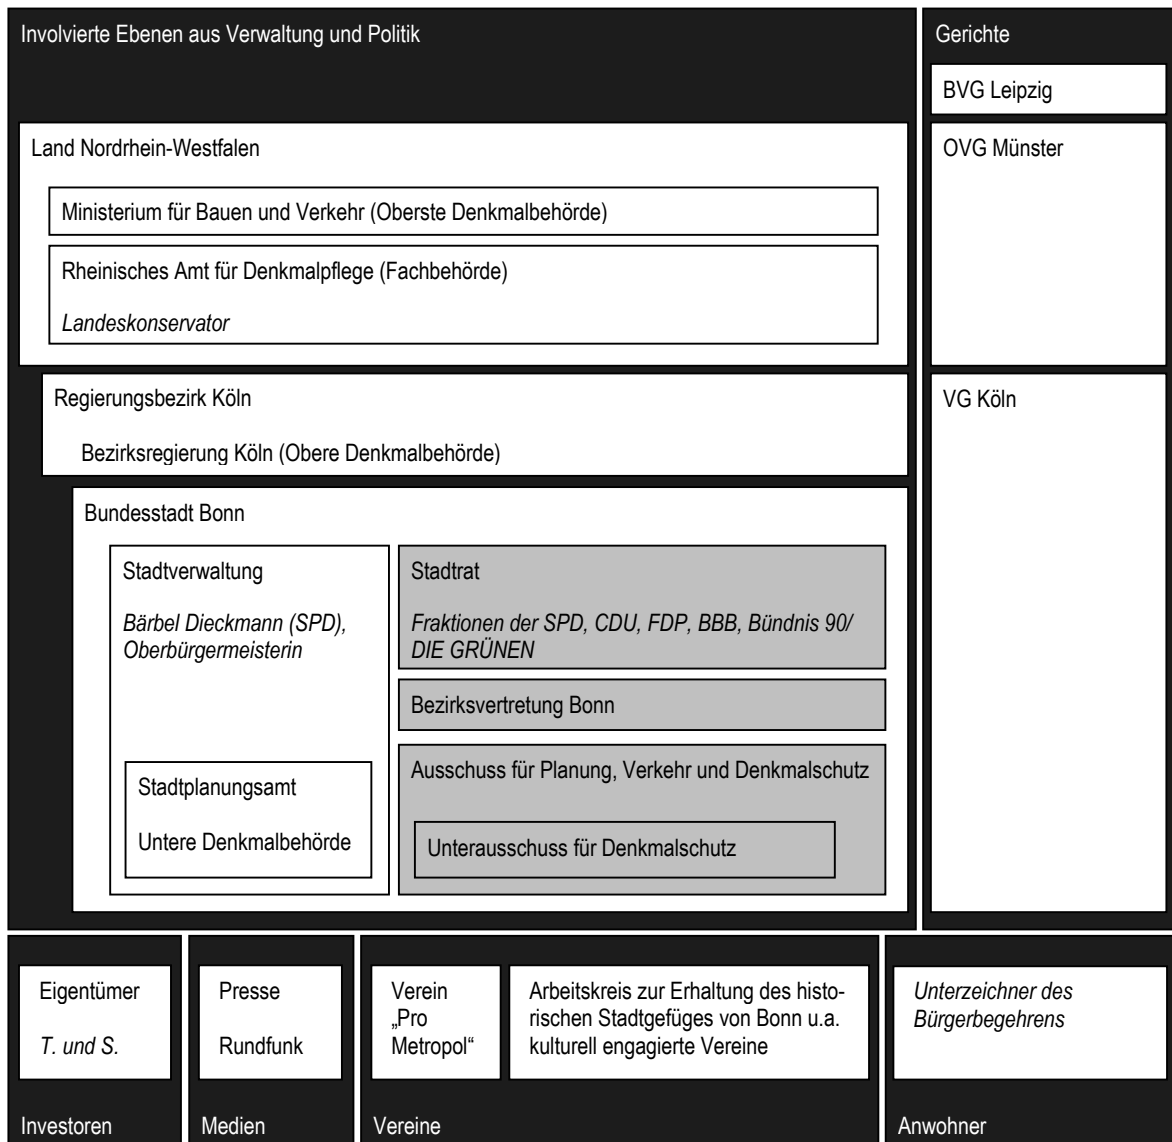 Involvierte Ebenen aus Verwaltung und Politik
Land Nordrhein-Westfalen
Ministerium für Bauen und Verkehr (Oberste Denkmalbehörde)
Rheinisches Amt für Denkmalpflege (Fachbehörde)
Landeskonservator
Regierungsbezirk Köln
Bezirksregierung Köln (Obere Denkmalbehörde)
Bundesstadt Bonn
Stadtverwaltung
Bärbel Dieckmann (SPD),
Oberbürgermeisterin
Stadtplanungsamt
Untere Denkmalbehörde
Stadtrat
Fraktionen der SPD, CDU, FDP, BBB, Bündnis 90/
DIE GRÜNEN
Bezirksvertretung Bonn
Ausschuss für Planung, Verkehr und Denkmalschutz
Unterausschuss für Denkmalschutz
Gerichte
BVG Leipzig
OVG Münster
VG Köln
Eigentümer
T. und S.
Investoren
Presse
Rundfunk
Medien
Verein
„Pro
Metropol“
Arbeitskreis zur Erhaltung des histo-
rischen Stadtgefüges von Bonn u.a.
kulturell engagierte Vereine
Vereine
Unterzeichner des
Bürgerbegehrens
Anwohner